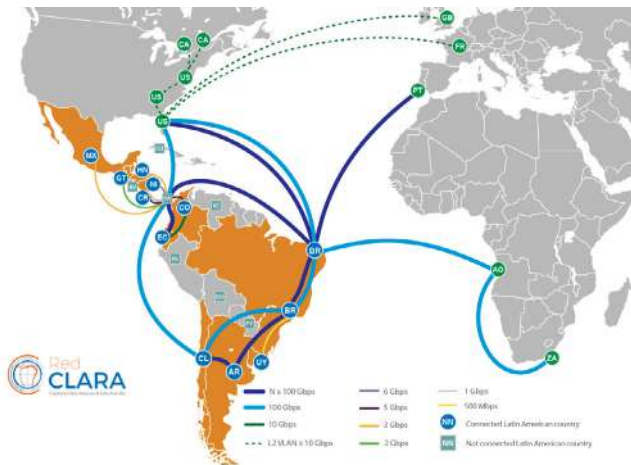 CA
CA
GB
FR
US
US
US
PT
MX
HN
GT
NI
CR
CO
EC
BR
AO
BR
CL
AR
UY
ZA
Red
CLARA
N x 100 Gbps
100 Gbps
10 Gbps
L2 VLAN ≤ 10 Gbps
6 Gbps
5 Gbps
3 Gbps
2 Gbps
1 Gbps
500 Mbps
NN Connected Latin American country
NN Not connected Latin American country